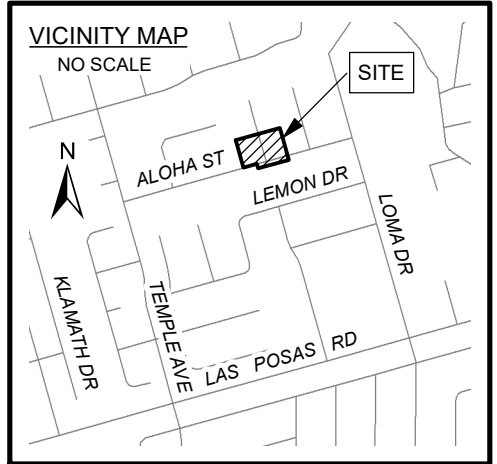 VICINITY MAP
NO SCALE
SITE
N
ALOHA ST
LEMON DR
LOMA DR
KLAMATH DR
TEMPLE AVE
LAS POSAS RD